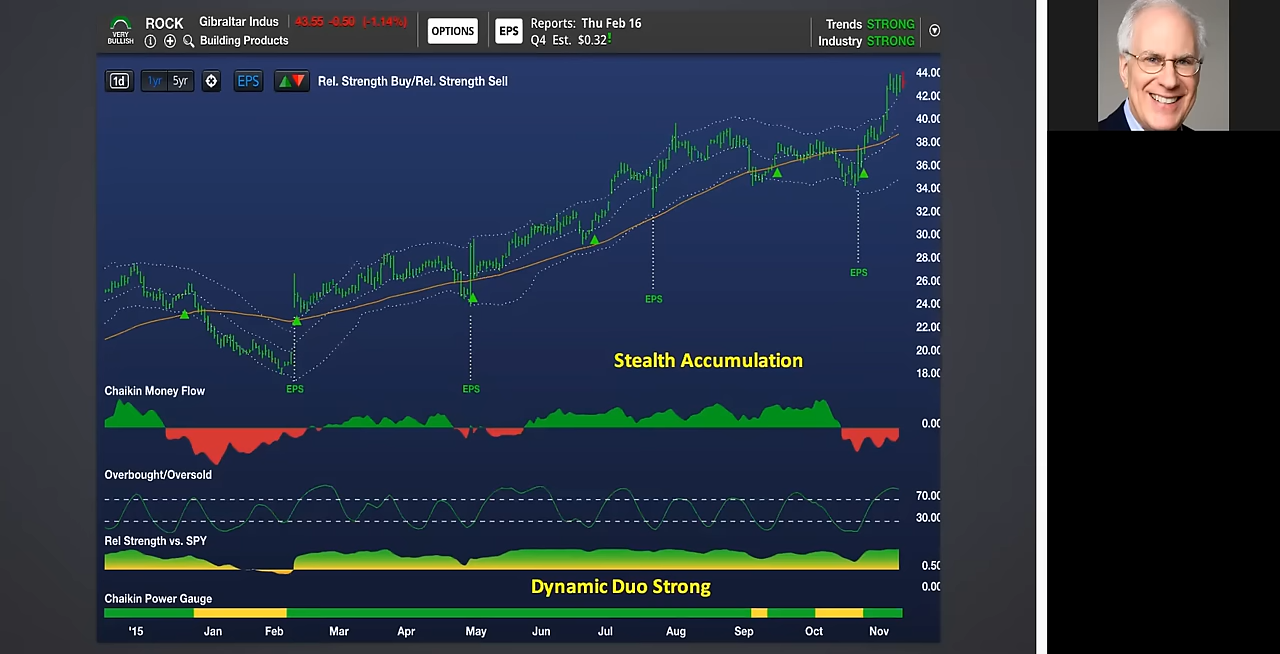 VERY
BULLISH
ROCK
Gibraltar Indus
43.55 -0.50 (-1.14%)
Building Products
OPTIONS
EPS
Reports: Thu Feb 16
Q4 Est. $0.32!
Trends STRONG
Industry STRONG
1d
1yr
5yr
EPS
Rel. Strength Buy/Rel. Strength Sell
44.00
42.00
40.00
38.00
36.00
34.00
32.00
30.00
28.00
26.00
24.00
22.00
20.00
18.00
EPS
EPS
EPS
EPS
Stealth Accumulation
Chaikin Money Flow
0.00
Overbought/Oversold
70.00
30.00
Rel Strength vs. SPY
0.50
0.00
Dynamic Duo Strong
Chaikin Power Gauge
'15 Jan Feb Mar Apr May Jun Jul Aug Sep Oct Nov